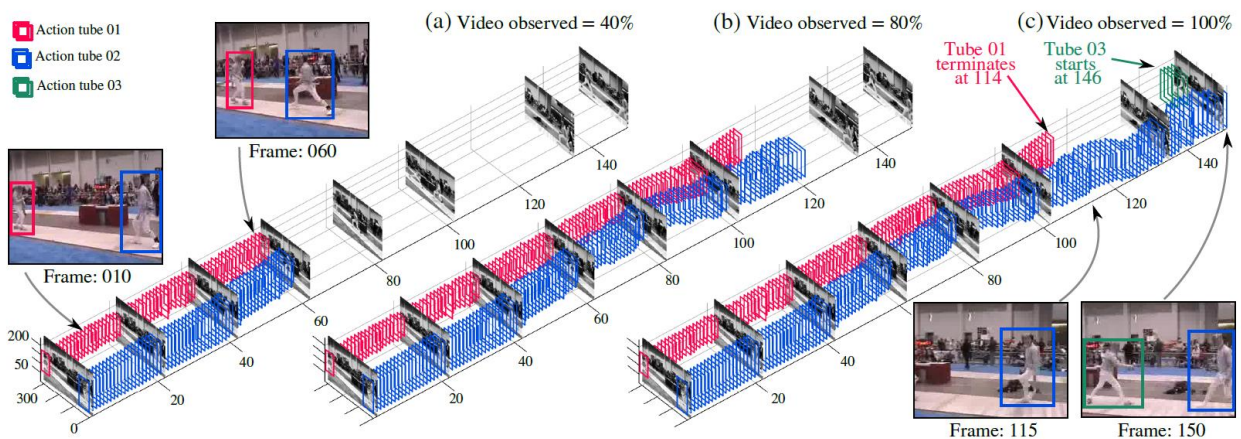 (a) Video observed = 40%
(b) Video observed = 80%
(c) Video observed = 100%
Action tube 01
Action tube 02
Action tube 03
Tube 01
terminates
at 114
Tube 03
starts
at 146
Frame: 060
Frame: 010
200
50
300
0
20
40
60
80
100
120
140
20
40
60
80
100
120
140
20
40
80
100
120
140
Frame: 115
Frame: 150